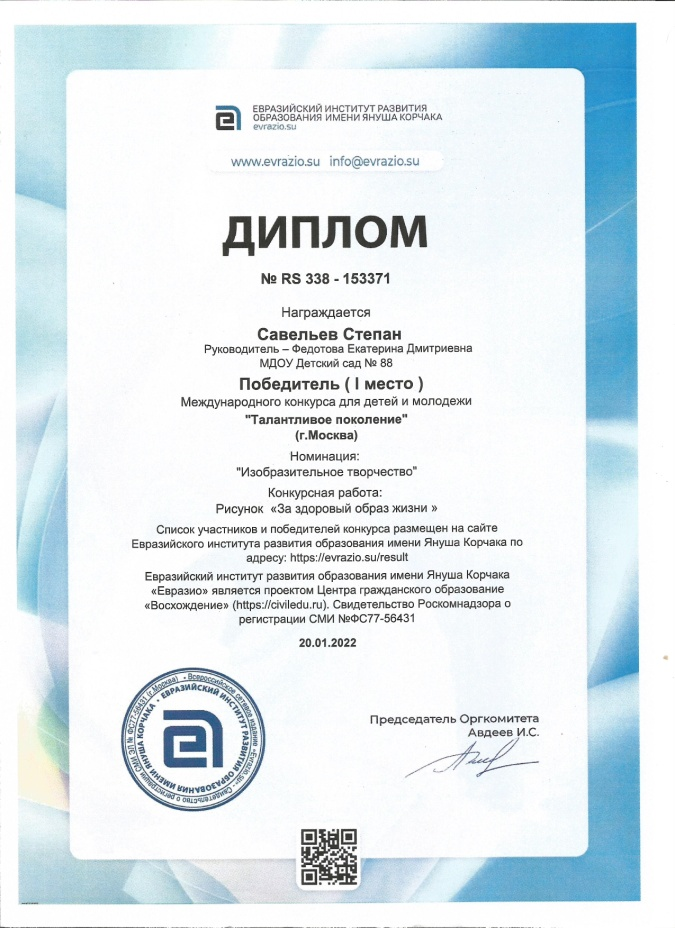 ЕВРАЗИЙСКИЙ ИНСТИТУТ РАЗВИТИЯ
ОБРАЗОВАНИЯ ИМЕНИ ЯНУША КОРЧАКА
evrazio.su
www.evrazio.su info@evrazio.su
ДИПЛОМ
№ RS 338 - 153371
Награждается
Савельев Степан
Руководитель – Федотова Екатерина Дмитриевна
МДОУ Детский сад № 88
Победитель ( I место )
Международного конкурса для детей и молодежи
"Талантливое поколение"
(г.Москва)
Номинация:
"Изобразительное творчество"
Конкурсная работа:
Рисунок «За здоровый образ жизни »
Список участников и победителей конкурса размещен на сайте
Евразийского института развития образования имени Януша Корчака по
адресу: https://evrazio.su/result
Евразийский институт развития образования имени Януша Корчака
«Евразио» является проектом Центра гражданского образование
«Восхождение» (https://civiledu.ru). Свидетельство Роскомнадзора о
регистрации СМИ №ФС77-56431
20.01.2022
Председатель Оргкомитета
Авдеев И.С.
• Всероссийское сетевое издание «Evrazio.su» • Свидетельство о регистрации СМИ ЭЛ № ФС77-56431 (г.Москва)
• ЕВРАЗИЙСКИЙ ИНСТИТУТ РАЗВИТИЯ ОБРАЗОВАНИЯ ИМЕНИ ЯНУША КОРЧАКА